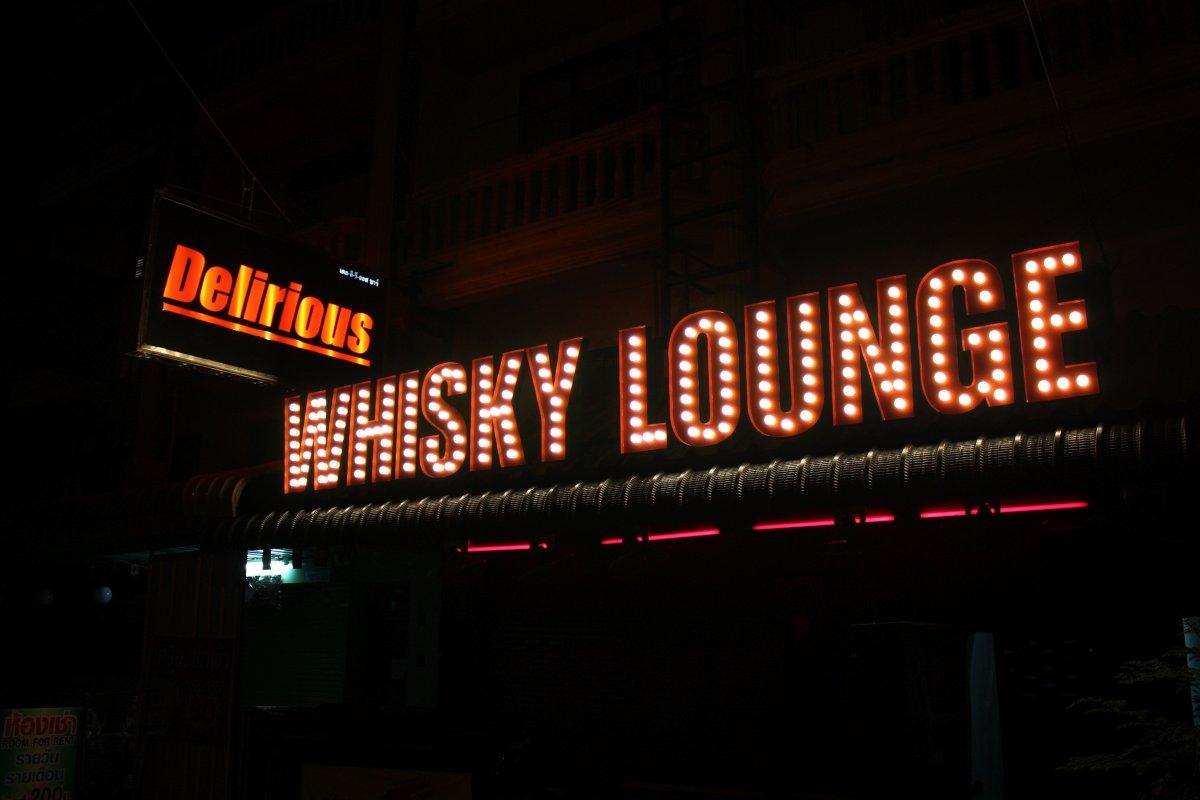 Delirious
WHISKY LOUNGE
ห้องเช่า
ROOM FOR RENT
รายวัน
รายเดือน